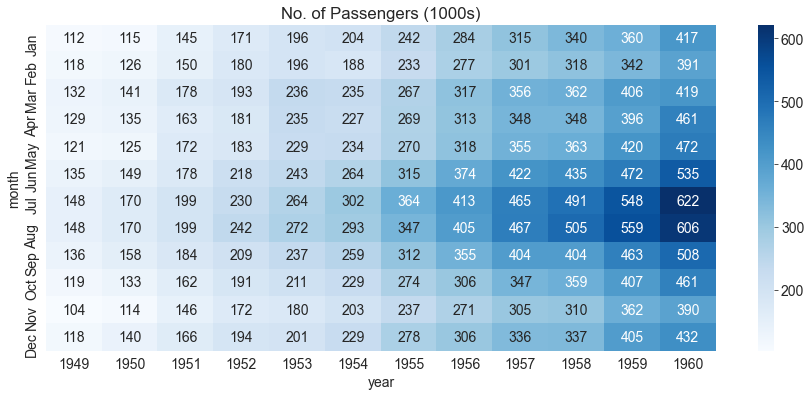 No. of Passengers (1000s)
month
Jan 112 115 145 171 196 204 242 284 315 340 360 417
Feb 118 126 150 180 196 188 233 277 301 318 342 391
Mar 132 141 178 193 236 235 267 317 356 362 406 419
Apr 129 135 163 181 235 227 269 313 348 348 396 461
May 121 125 172 183 229 234 270 318 355 363 420 472
Jun 135 149 178 218 243 264 315 374 422 435 472 535
Jul 148 170 199 230 264 302 364 413 465 491 548 622
Aug 148 170 199 242 272 293 347 405 467 505 559 606
Sep 136 158 184 209 237 259 312 355 404 404 463 508
Oct 119 133 162 191 211 229 274 306 347 359 407 461
Nov 104 114 146 172 180 203 237 271 305 310 362 390
Dec 118 140 166 194 201 229 278 306 336 337 405 432
1949 1950 1951 1952 1953 1954 1955 1956 1957 1958 1959 1960
year
600
500
400
300
200